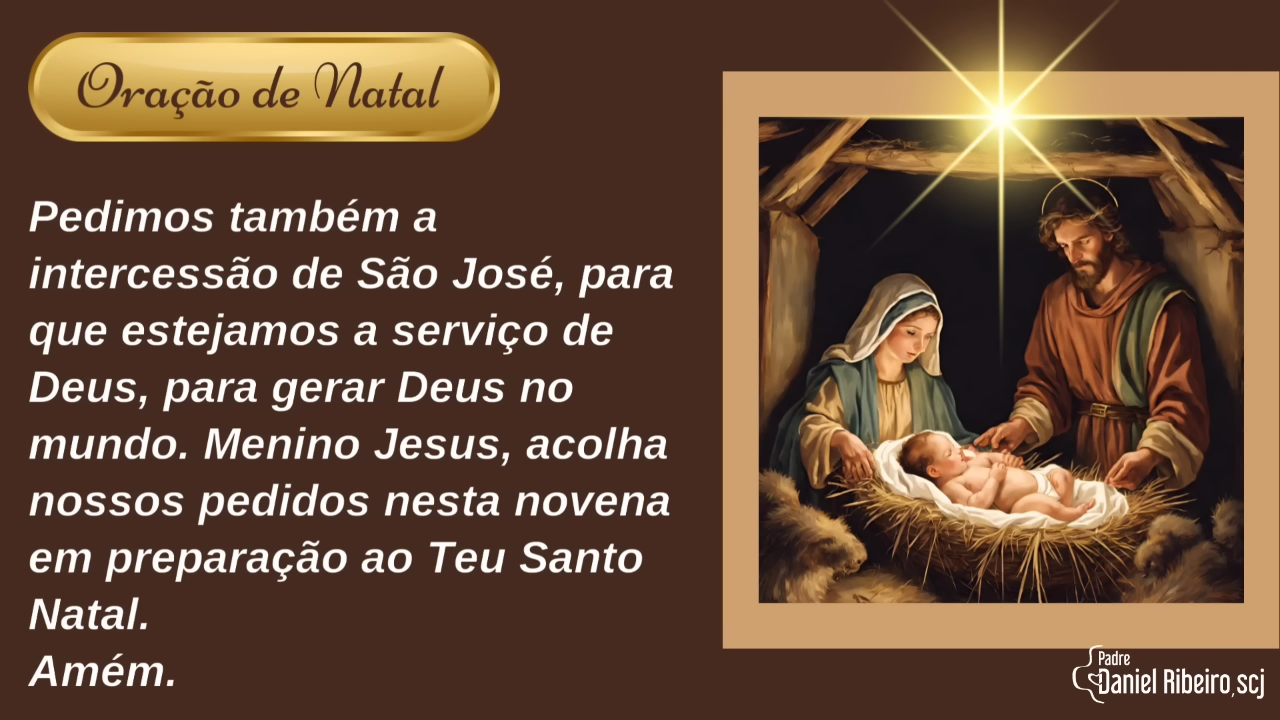 Oração de Natal
Pedimos também a
intercessão de São José, para
que estejamos a serviço de
Deus, para gerar Deus no
mundo. Menino Jesus, acolha
nossos pedidos nesta novena
em preparação ao Teu Santo
Natal.
Amém.
Padre
Daniel Ribeiro, scj